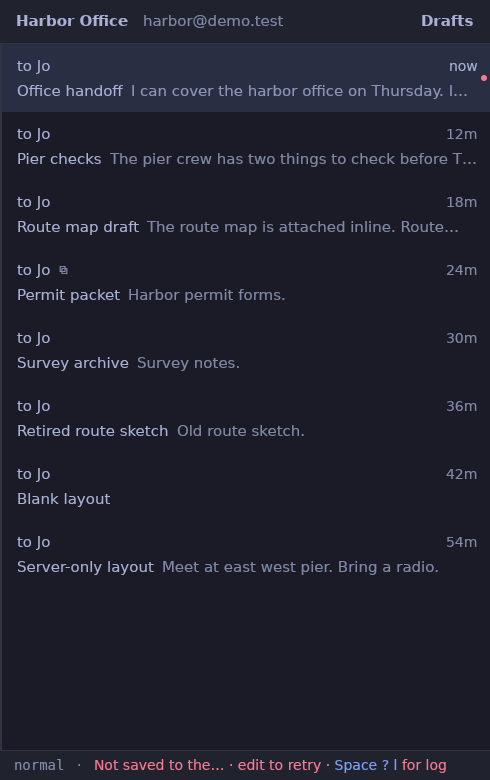 Harbor Office harbor@demo.test Drafts
to Jo now
Office handoff I can cover the harbor office on Thursday. I…
to Jo 12m
Pier checks The pier crew has two things to check before T…
to Jo 18m
Route map draft The route map is attached inline. Route…
to Jo 24m
Permit packet Harbor permit forms.
to Jo 30m
Survey archive Survey notes.
to Jo 36m
Retired route sketch Old route sketch.
to Jo 42m
Blank layout
to Jo 54m
Server-only layout Meet at east west pier. Bring a radio.
normal · Not saved to the… · edit to retry · Space ? l for log